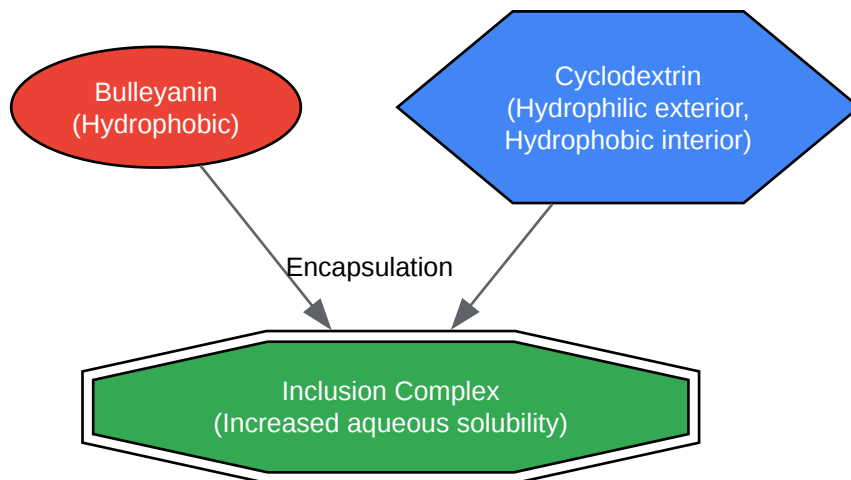 Bulleyanin
(Hydrophobic)
Cyclodextrin
(Hydrophilic exterior,
Hydrophobic interior)
Encapsulation
Inclusion Complex
(Increased aqueous solubility)